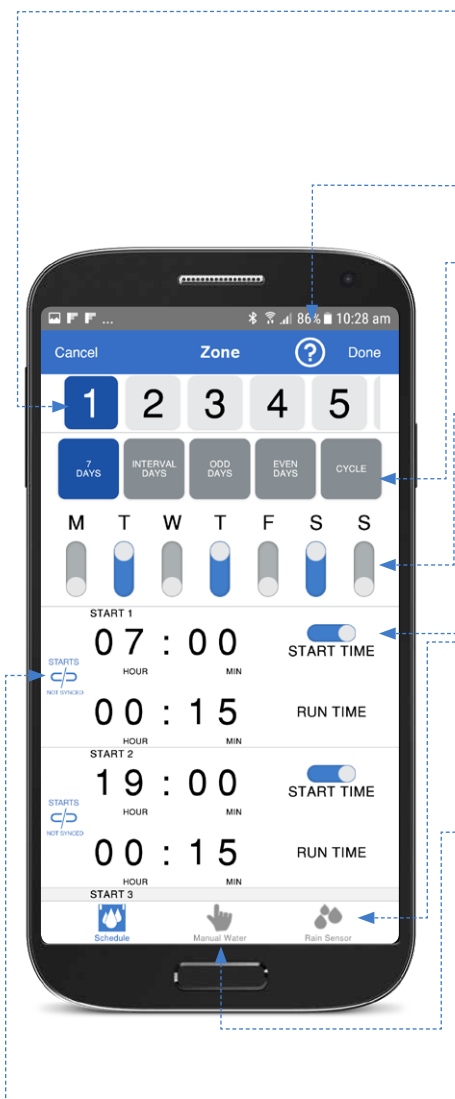 F F ... 86% 10:28 am
Cancel Zone ? Done
1 2 3 4 5
7 DAYS INTERVAL DAYS ODD DAYS EVEN DAYS CYCLE
M T W T F S S
START 1
07 : 00 START TIME
HOUR MIN
STARTS
NOT SYNCED
00 : 15 RUN TIME
HOUR MIN
START 2
19 : 00 START TIME
HOUR MIN
STARTS
NOT SYNCED
00 : 15 RUN TIME
HOUR MIN
START 3
Schedule Manual Water Rain Sensor